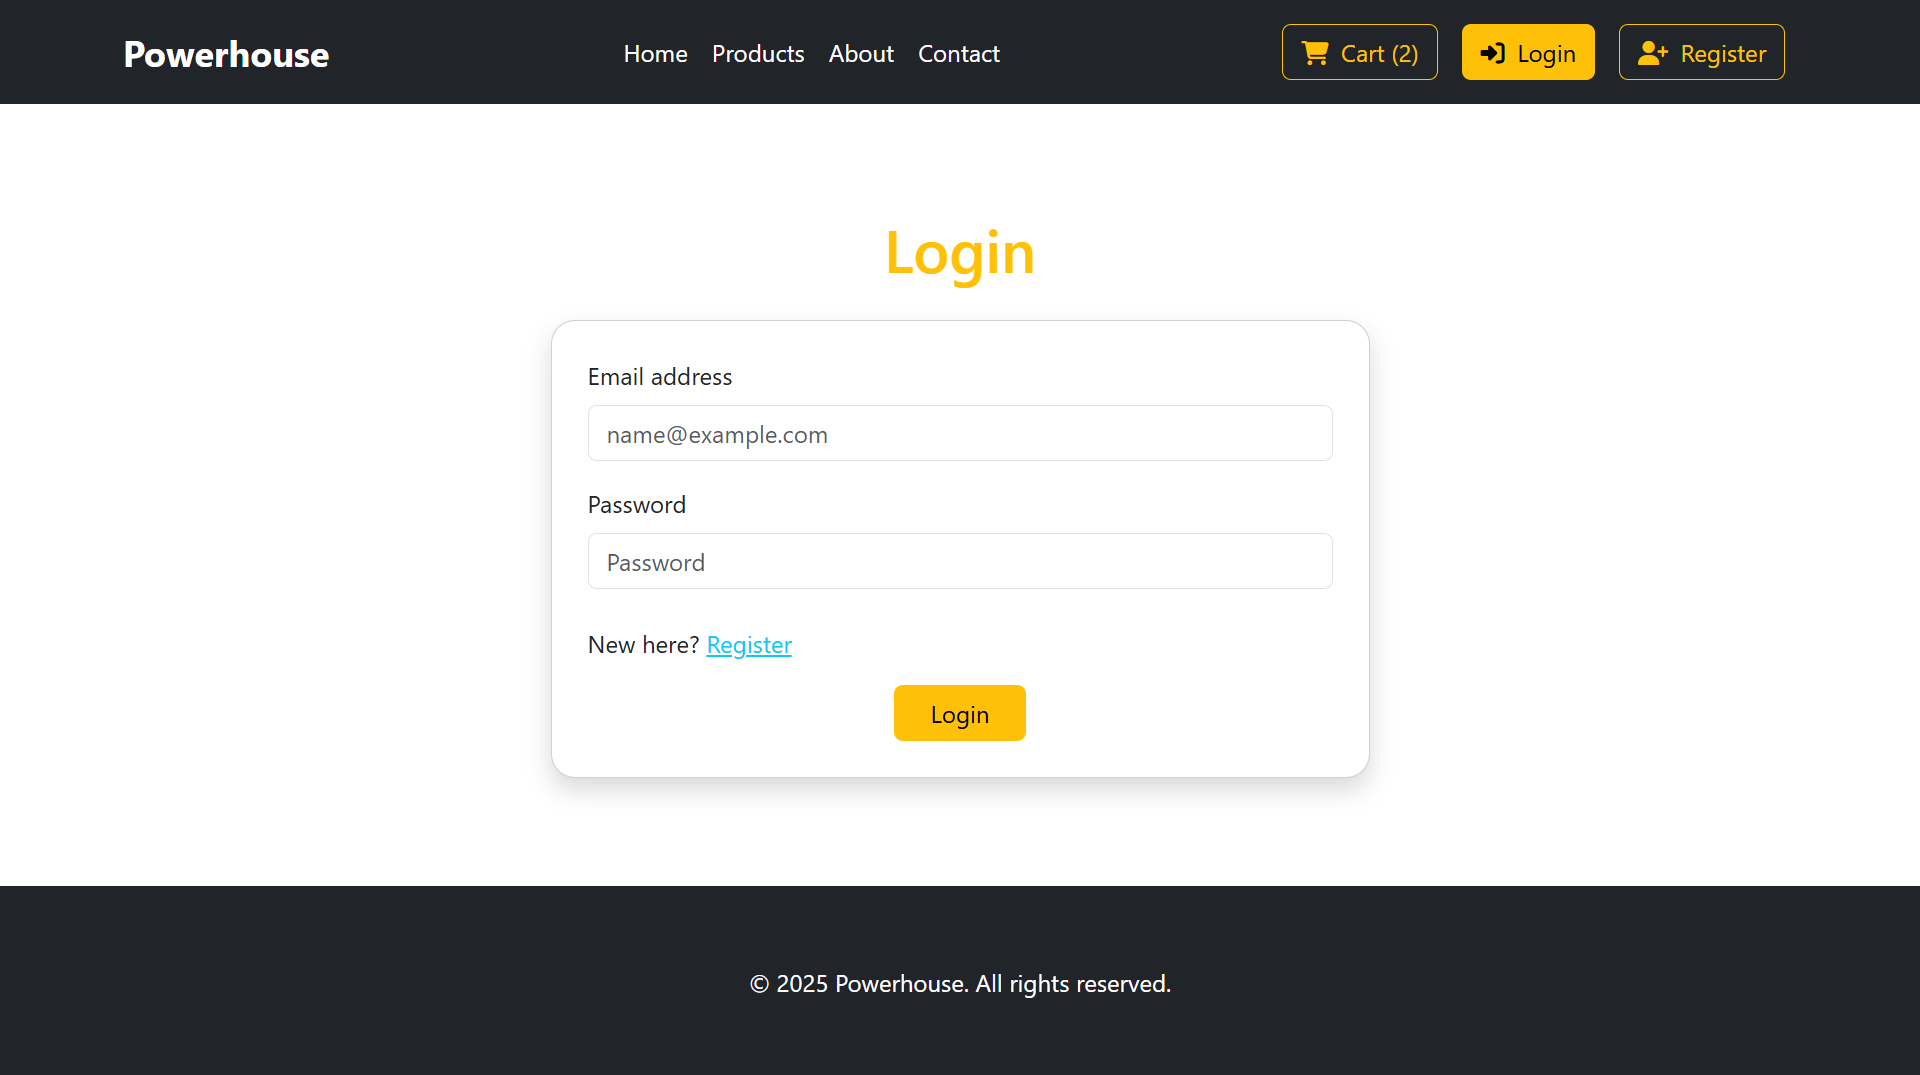 Powerhouse
Home Products About Contact
Cart (2) Login Register
Login
Email address
name@example.com
Password
Password
New here? Register
Login
© 2025 Powerhouse. All rights reserved.